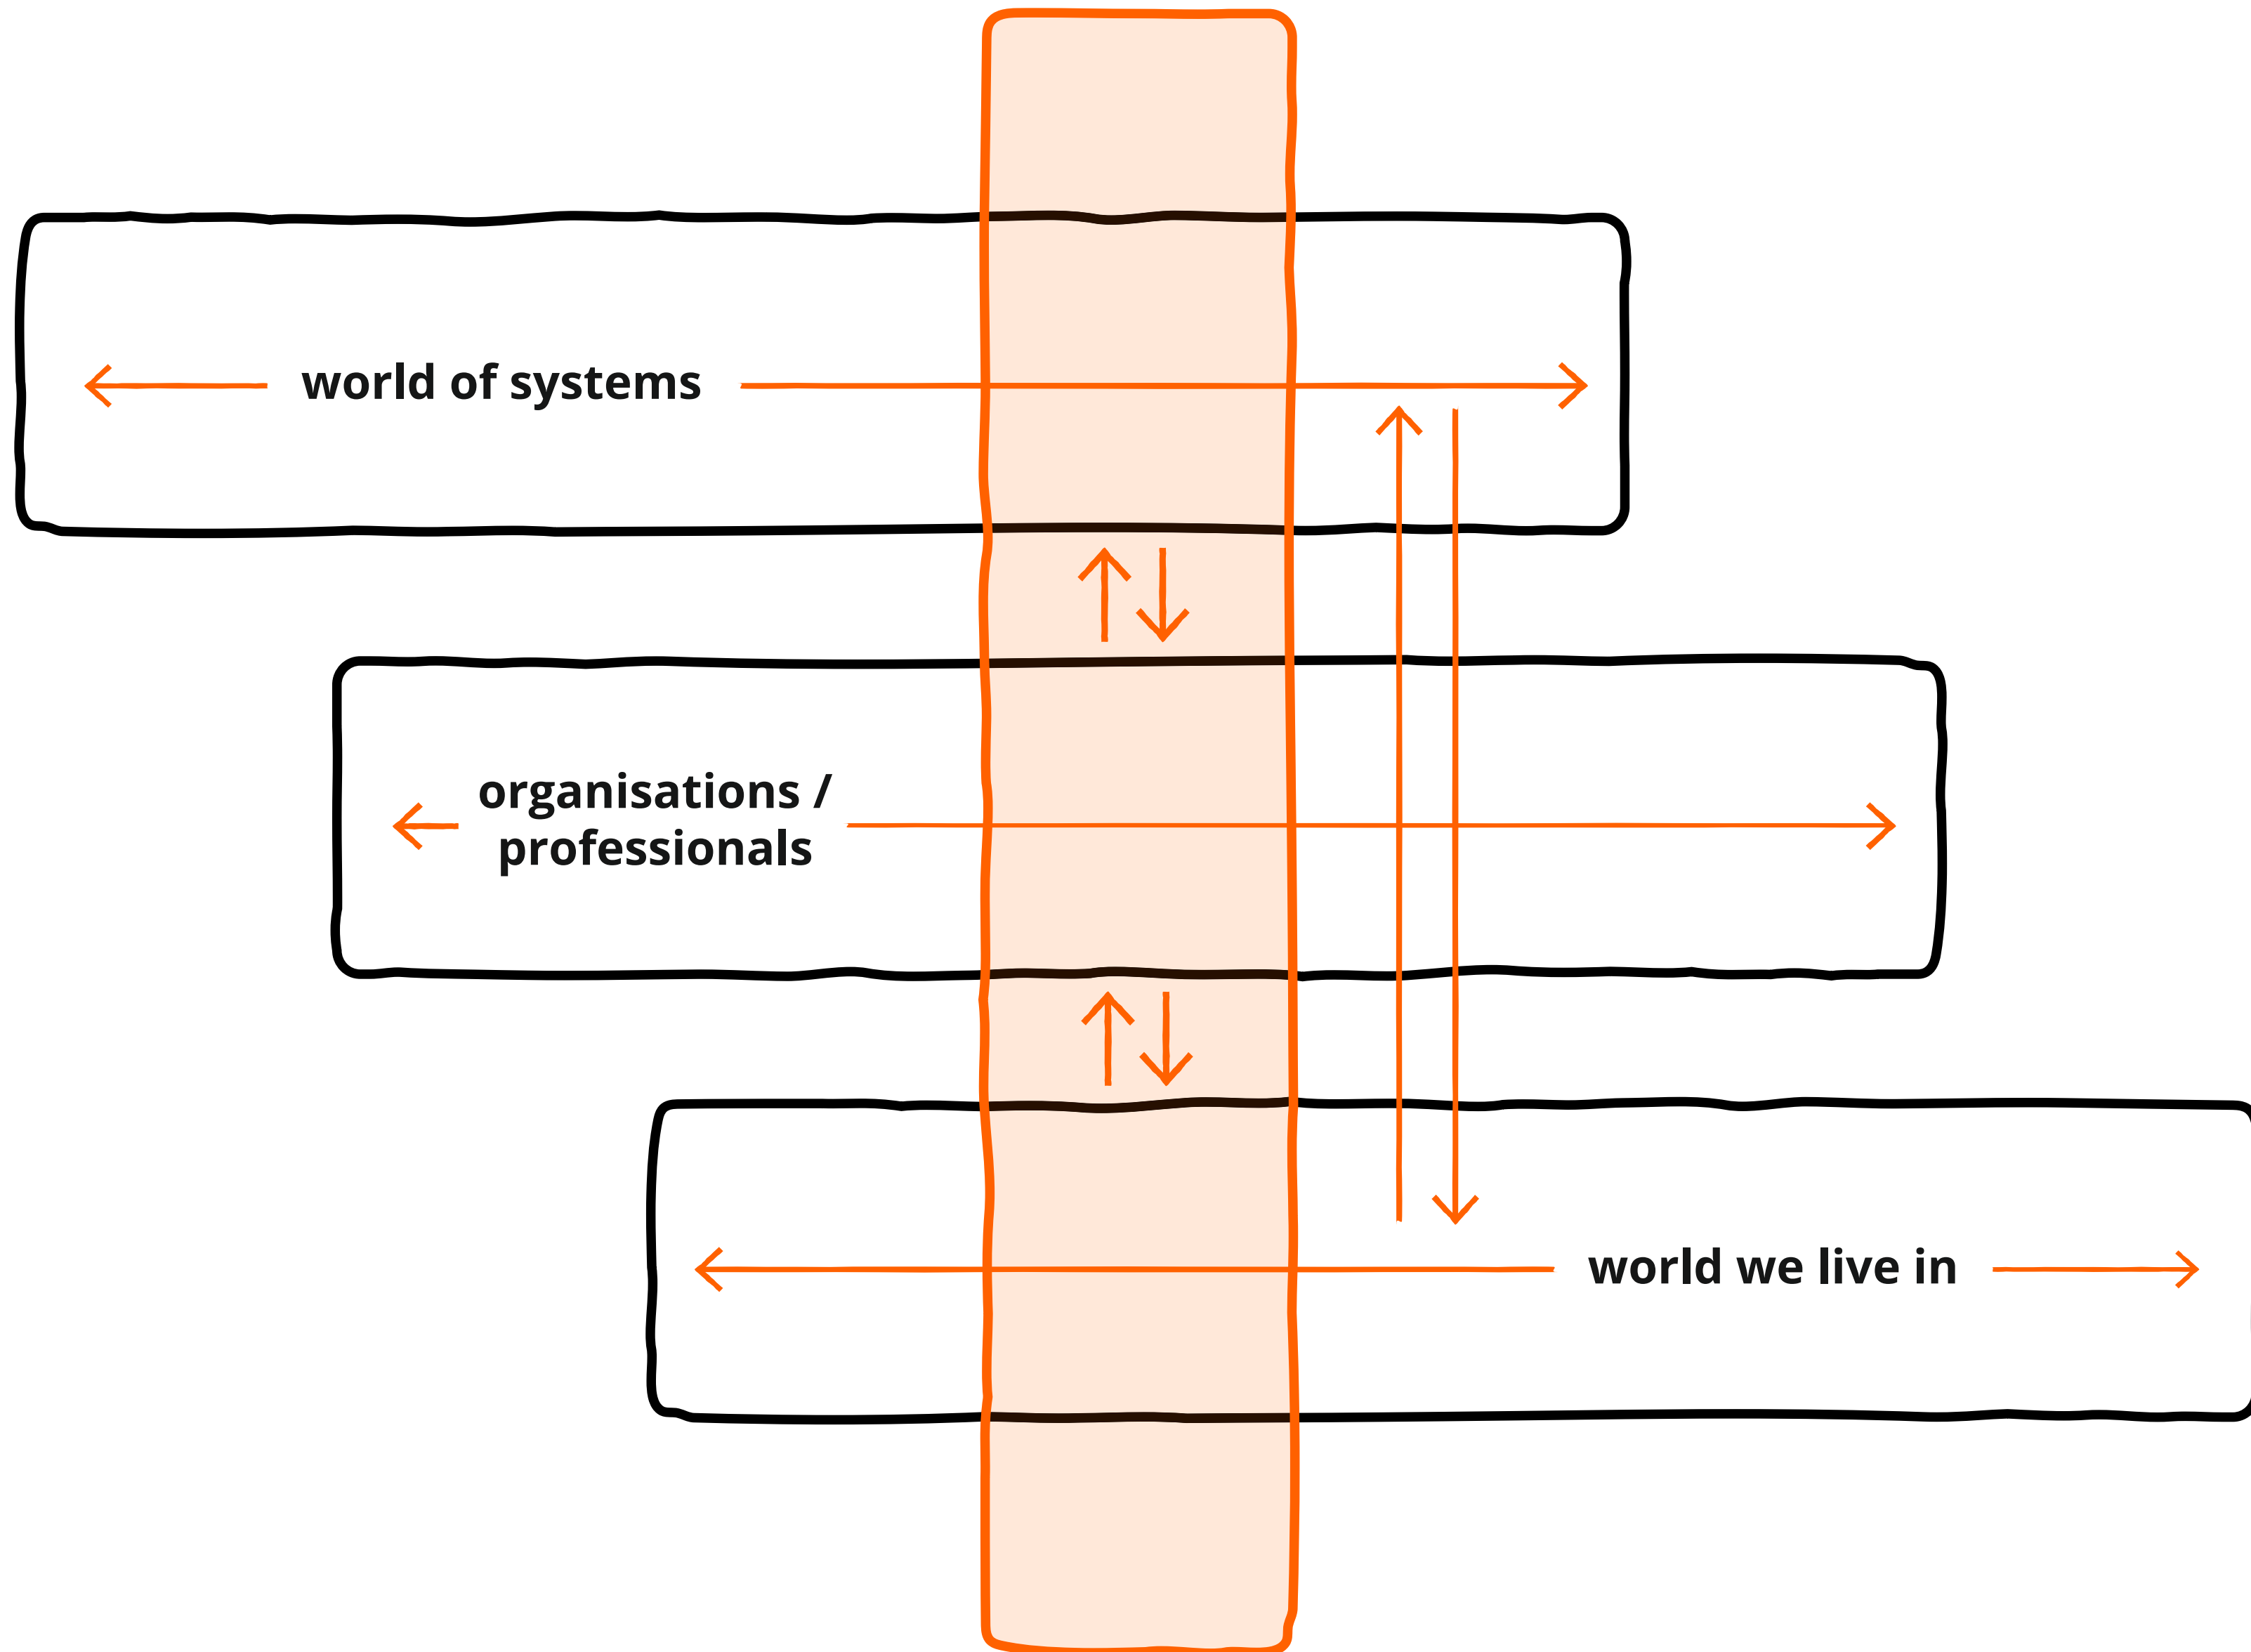 world of systems
organisations /
professionals
world we live in